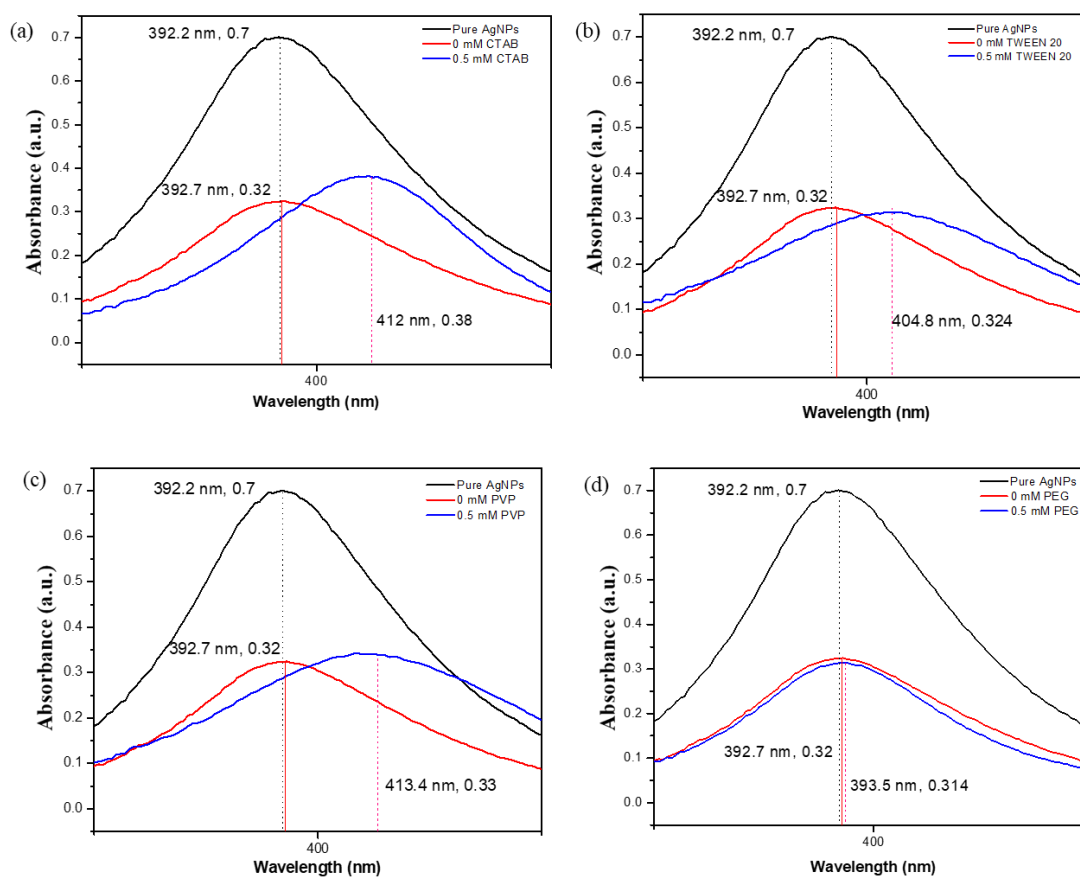 (a)
392.2 nm, 0.7
Pure AgNPs
0 mM CTAB
0.5 mM CTAB
0.7
0.6
0.5
0.4
0.3
0.2
0.1
0.0
Absorbance (a.u.)
392.7 nm, 0.32
412 nm, 0.38
400
Wavelength (nm)
(b)
392.2 nm, 0.7
Pure AgNPs
0 mM TWEEN 20
0.5 mM TWEEN 20
0.7
0.6
0.5
0.4
0.3
0.2
0.1
0.0
Absorbance (a.u.)
392.7 nm, 0.32
404.8 nm, 0.324
400
Wavelength (nm)
(c)
392.2 nm, 0.7
Pure AgNPs
0 mM PVP
0.5 mM PVP
0.7
0.6
0.5
0.4
0.3
0.2
0.1
0.0
Absorbance (a.u.)
392.7 nm, 0.32
413.4 nm, 0.33
400
Wavelength (nm)
(d)
392.2 nm, 0.7
Pure AgNPs
0 mM PEG
0.5 mM PEG
0.7
0.6
0.5
0.4
0.3
0.2
0.1
0.0
Absorbance (a.u.)
392.7 nm, 0.32
393.5 nm, 0.314
400
Wavelength (nm)